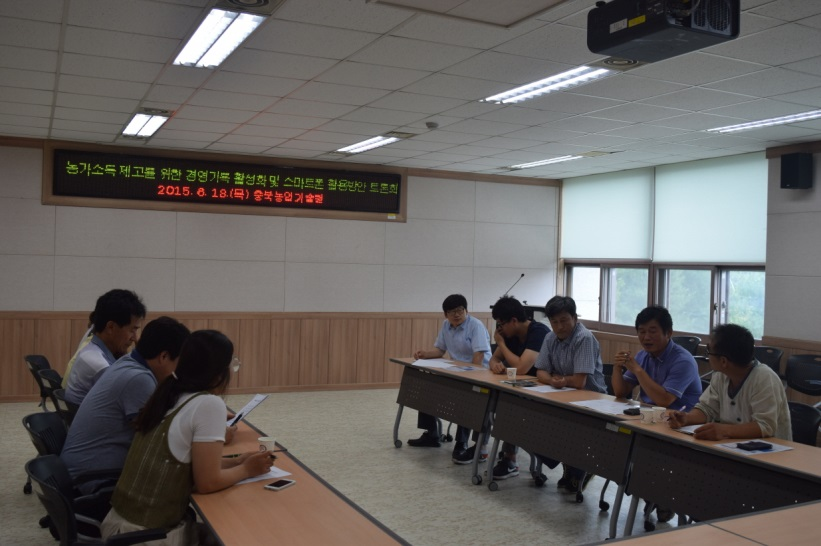 농가소득 제고를 위한 경영기록 활성화 및 스마트폰 활용방안 토론회
2015. 6. 18.(목) 충북농업기술원